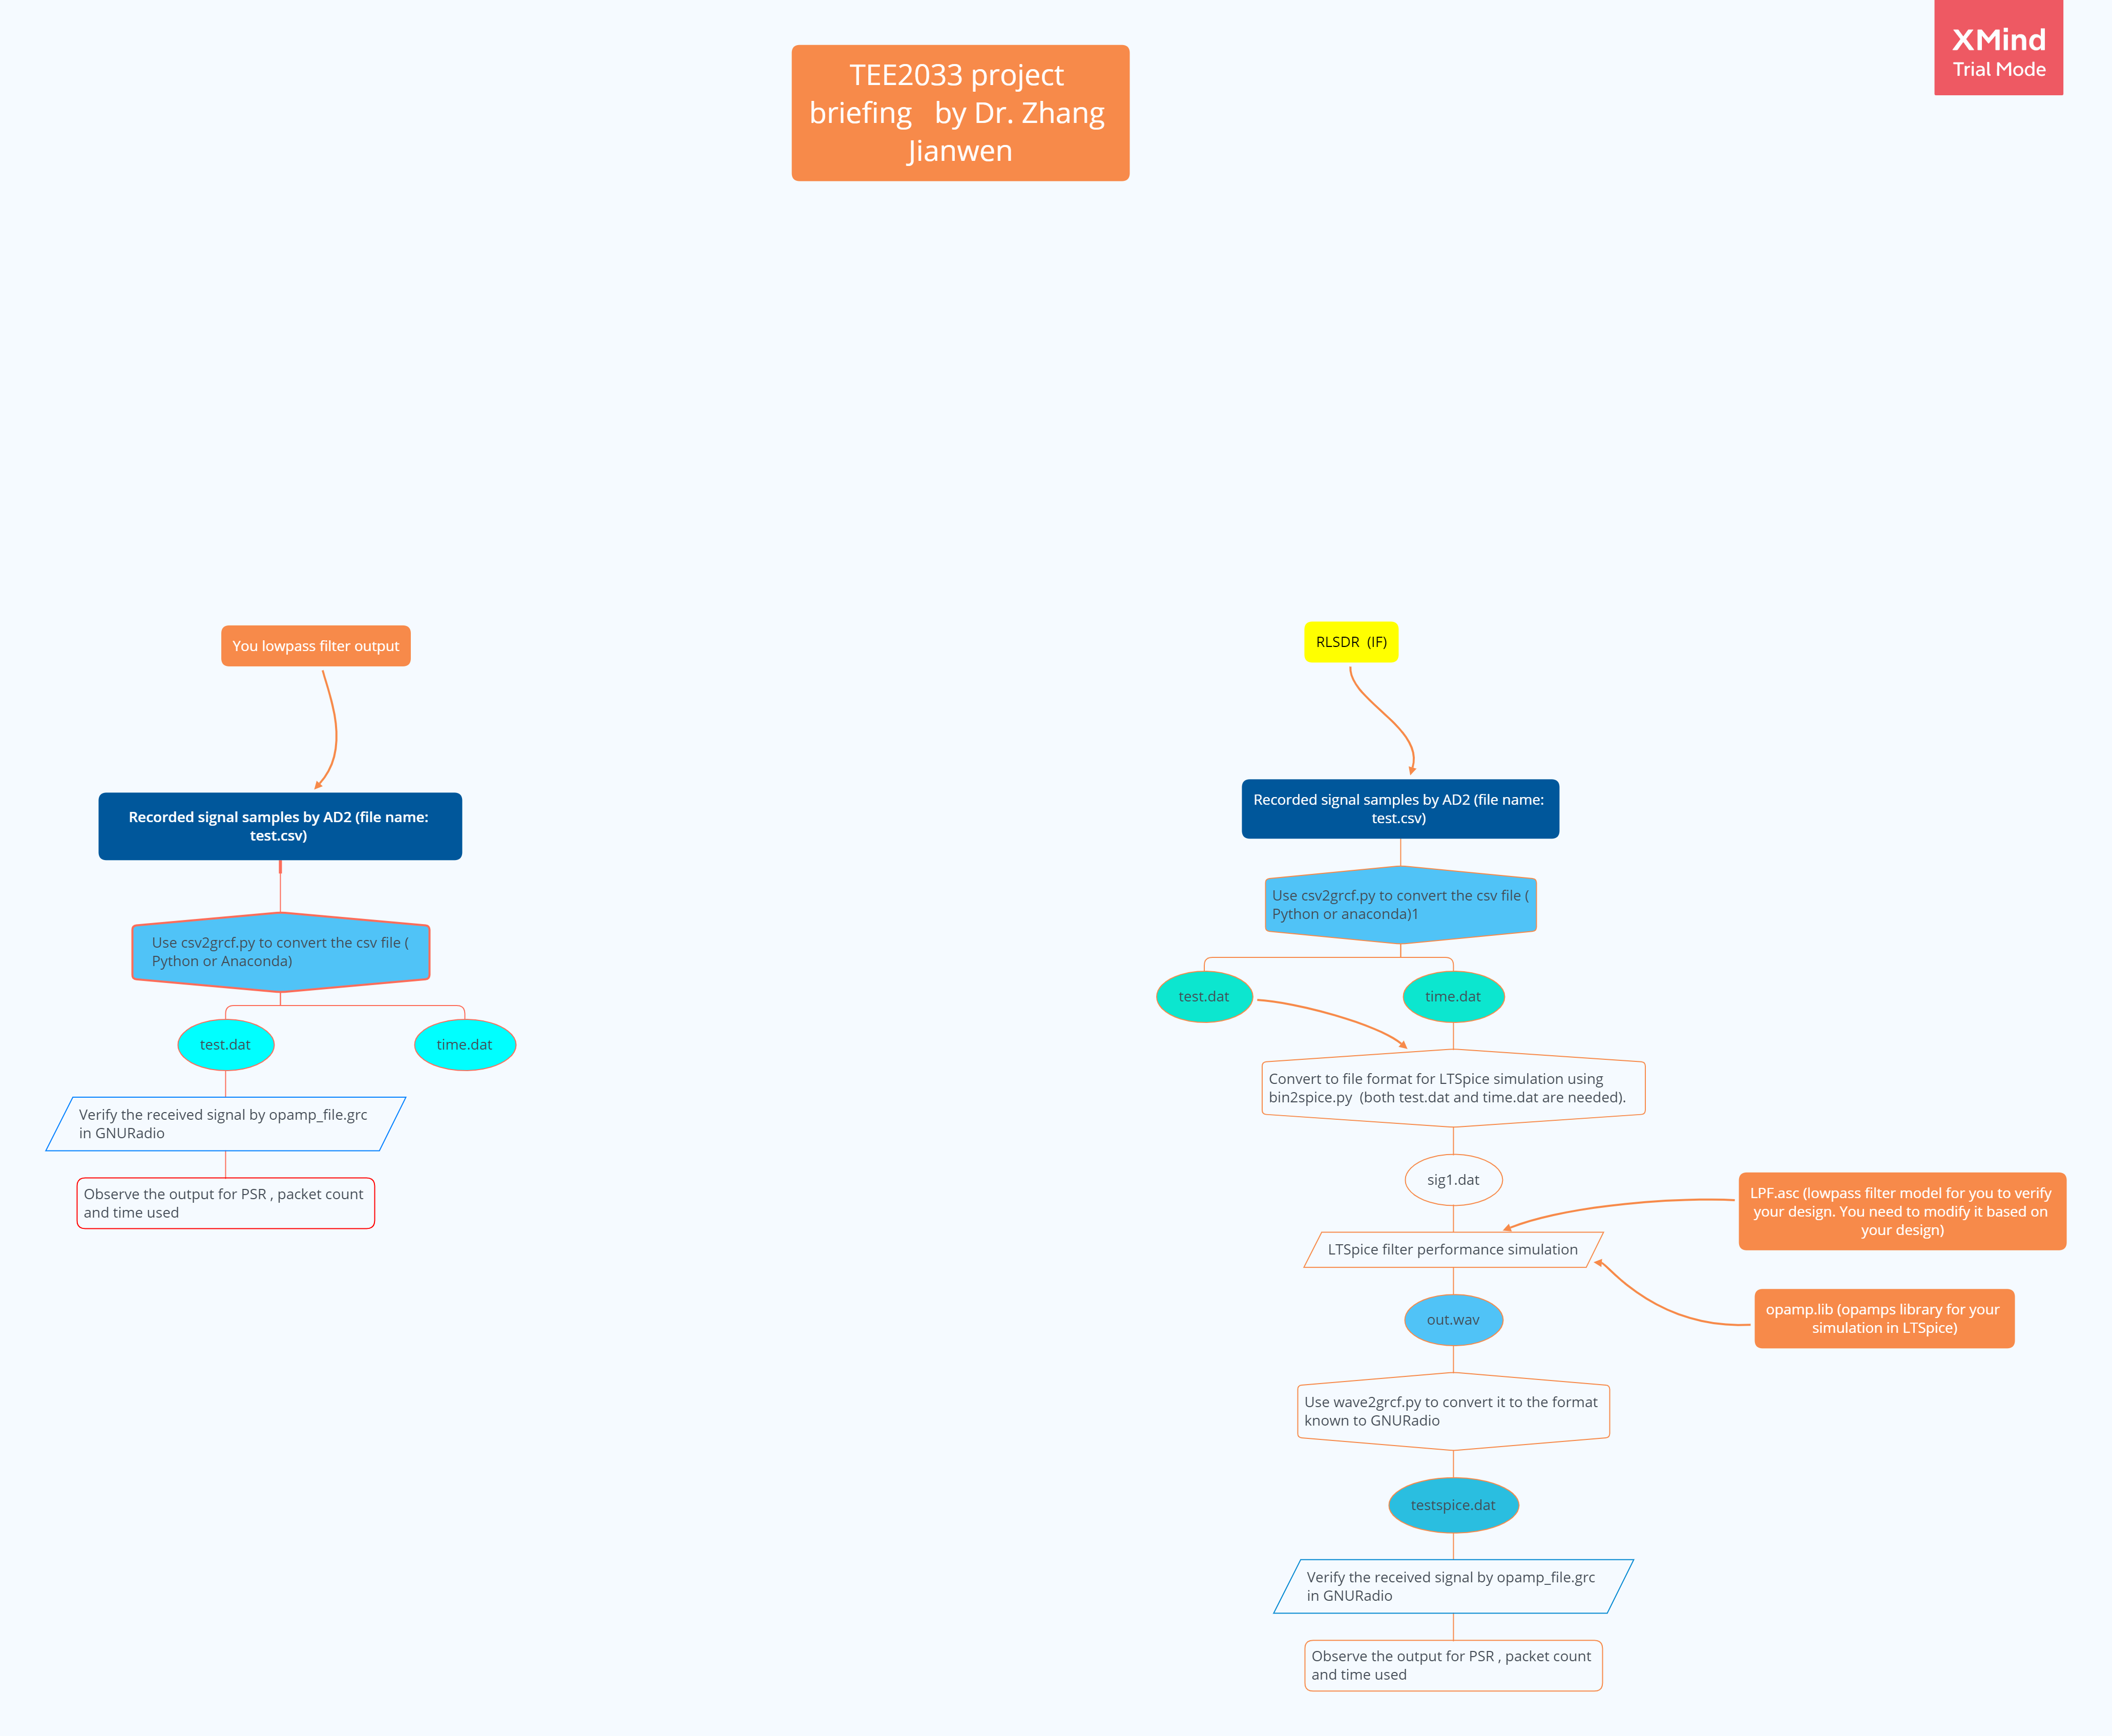 XMind
Trial Mode
TEE2033 project
briefing   by Dr. Zhang
Jianwen
You lowpass filter output
Recorded signal samples by AD2 (file name:
test.csv)
Use csv2grcf.py to convert the csv file (
Python or Anaconda)
test.dat
time.dat
Verify the received signal by opamp_file.grc
in GNURadio
Observe the output for PSR , packet count
and time used
RLSDR  (IF)
Recorded signal samples by AD2 (file name:
test.csv)
Use csv2grcf.py to convert the csv file (
Python or anaconda)1
test.dat
time.dat
Convert to file format for LTSpice simulation using
bin2spice.py  (both test.dat and time.dat are needed).
sig1.dat
LPF.asc (lowpass filter model for you to verify
your design. You need to modify it based on
your design)
LTSpice filter performance simulation
opamp.lib (opamps library for your
simulation in LTSpice)
out.wav
Use wave2grcf.py to convert it to the format
known to GNURadio
testspice.dat
Verify the received signal by opamp_file.grc
in GNURadio
Observe the output for PSR , packet count
and time used